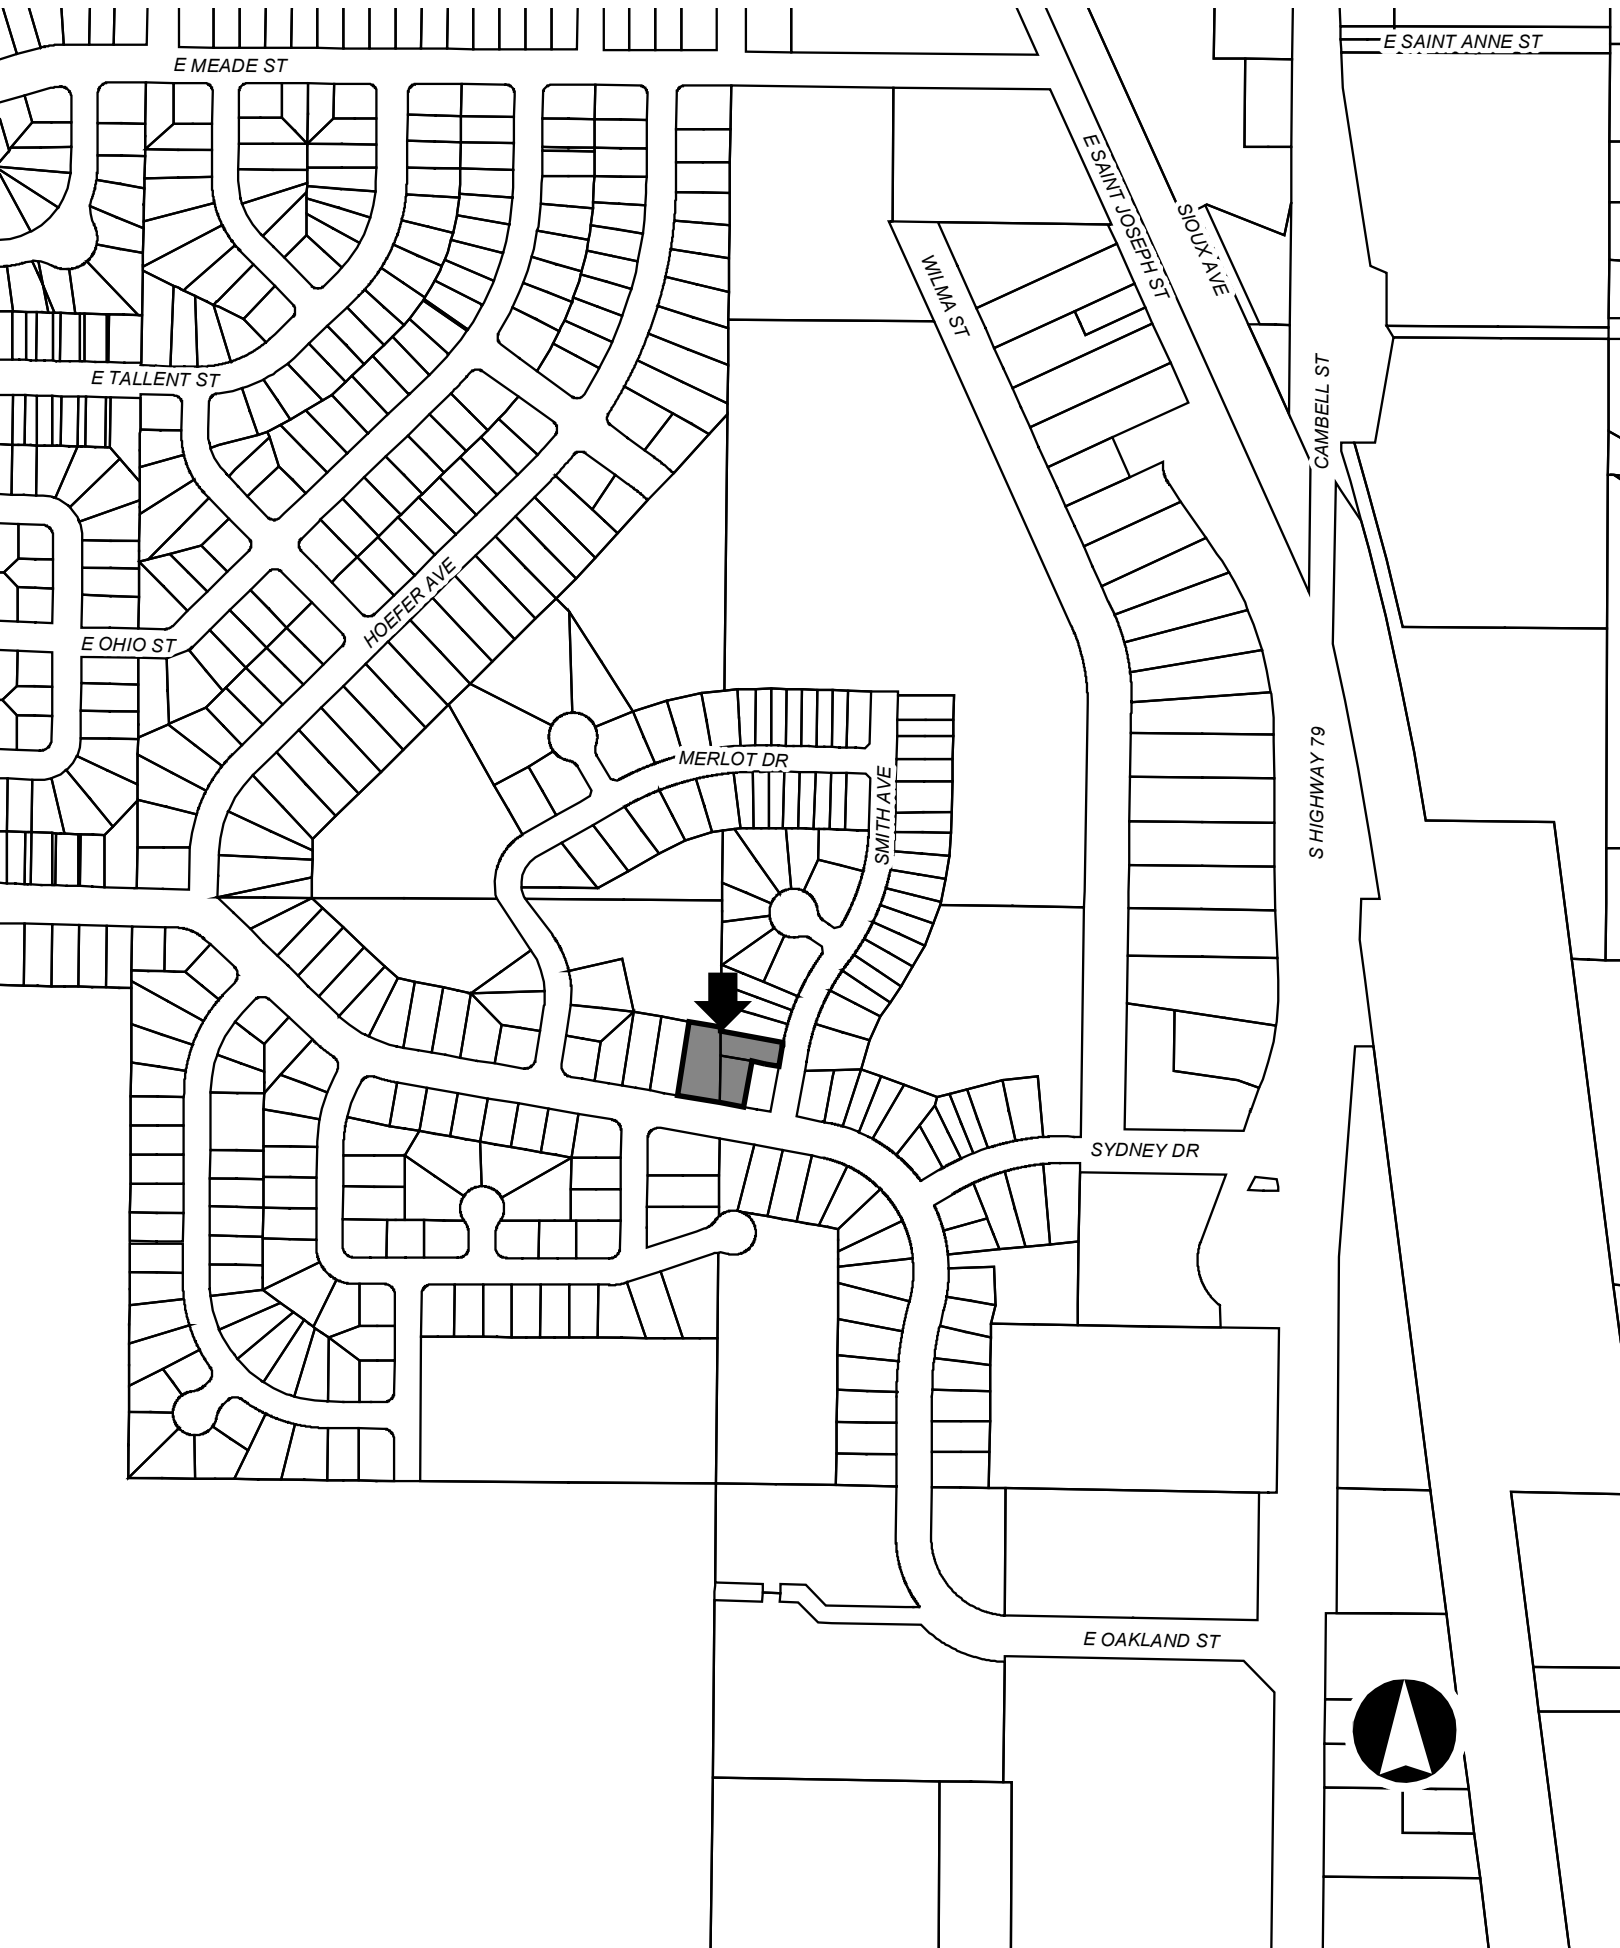 E SAINT ANNE ST
E MEADE ST
E SAINT JOSEPH ST
SIOUX AVE
WILMA ST
E TALLENT ST
CAMBELL ST
HOEFER AVE
E OHIO ST
MERLOT DR
SMITH AVE
S HIGHWAY 79
SYDNEY DR
E OAKLAND ST